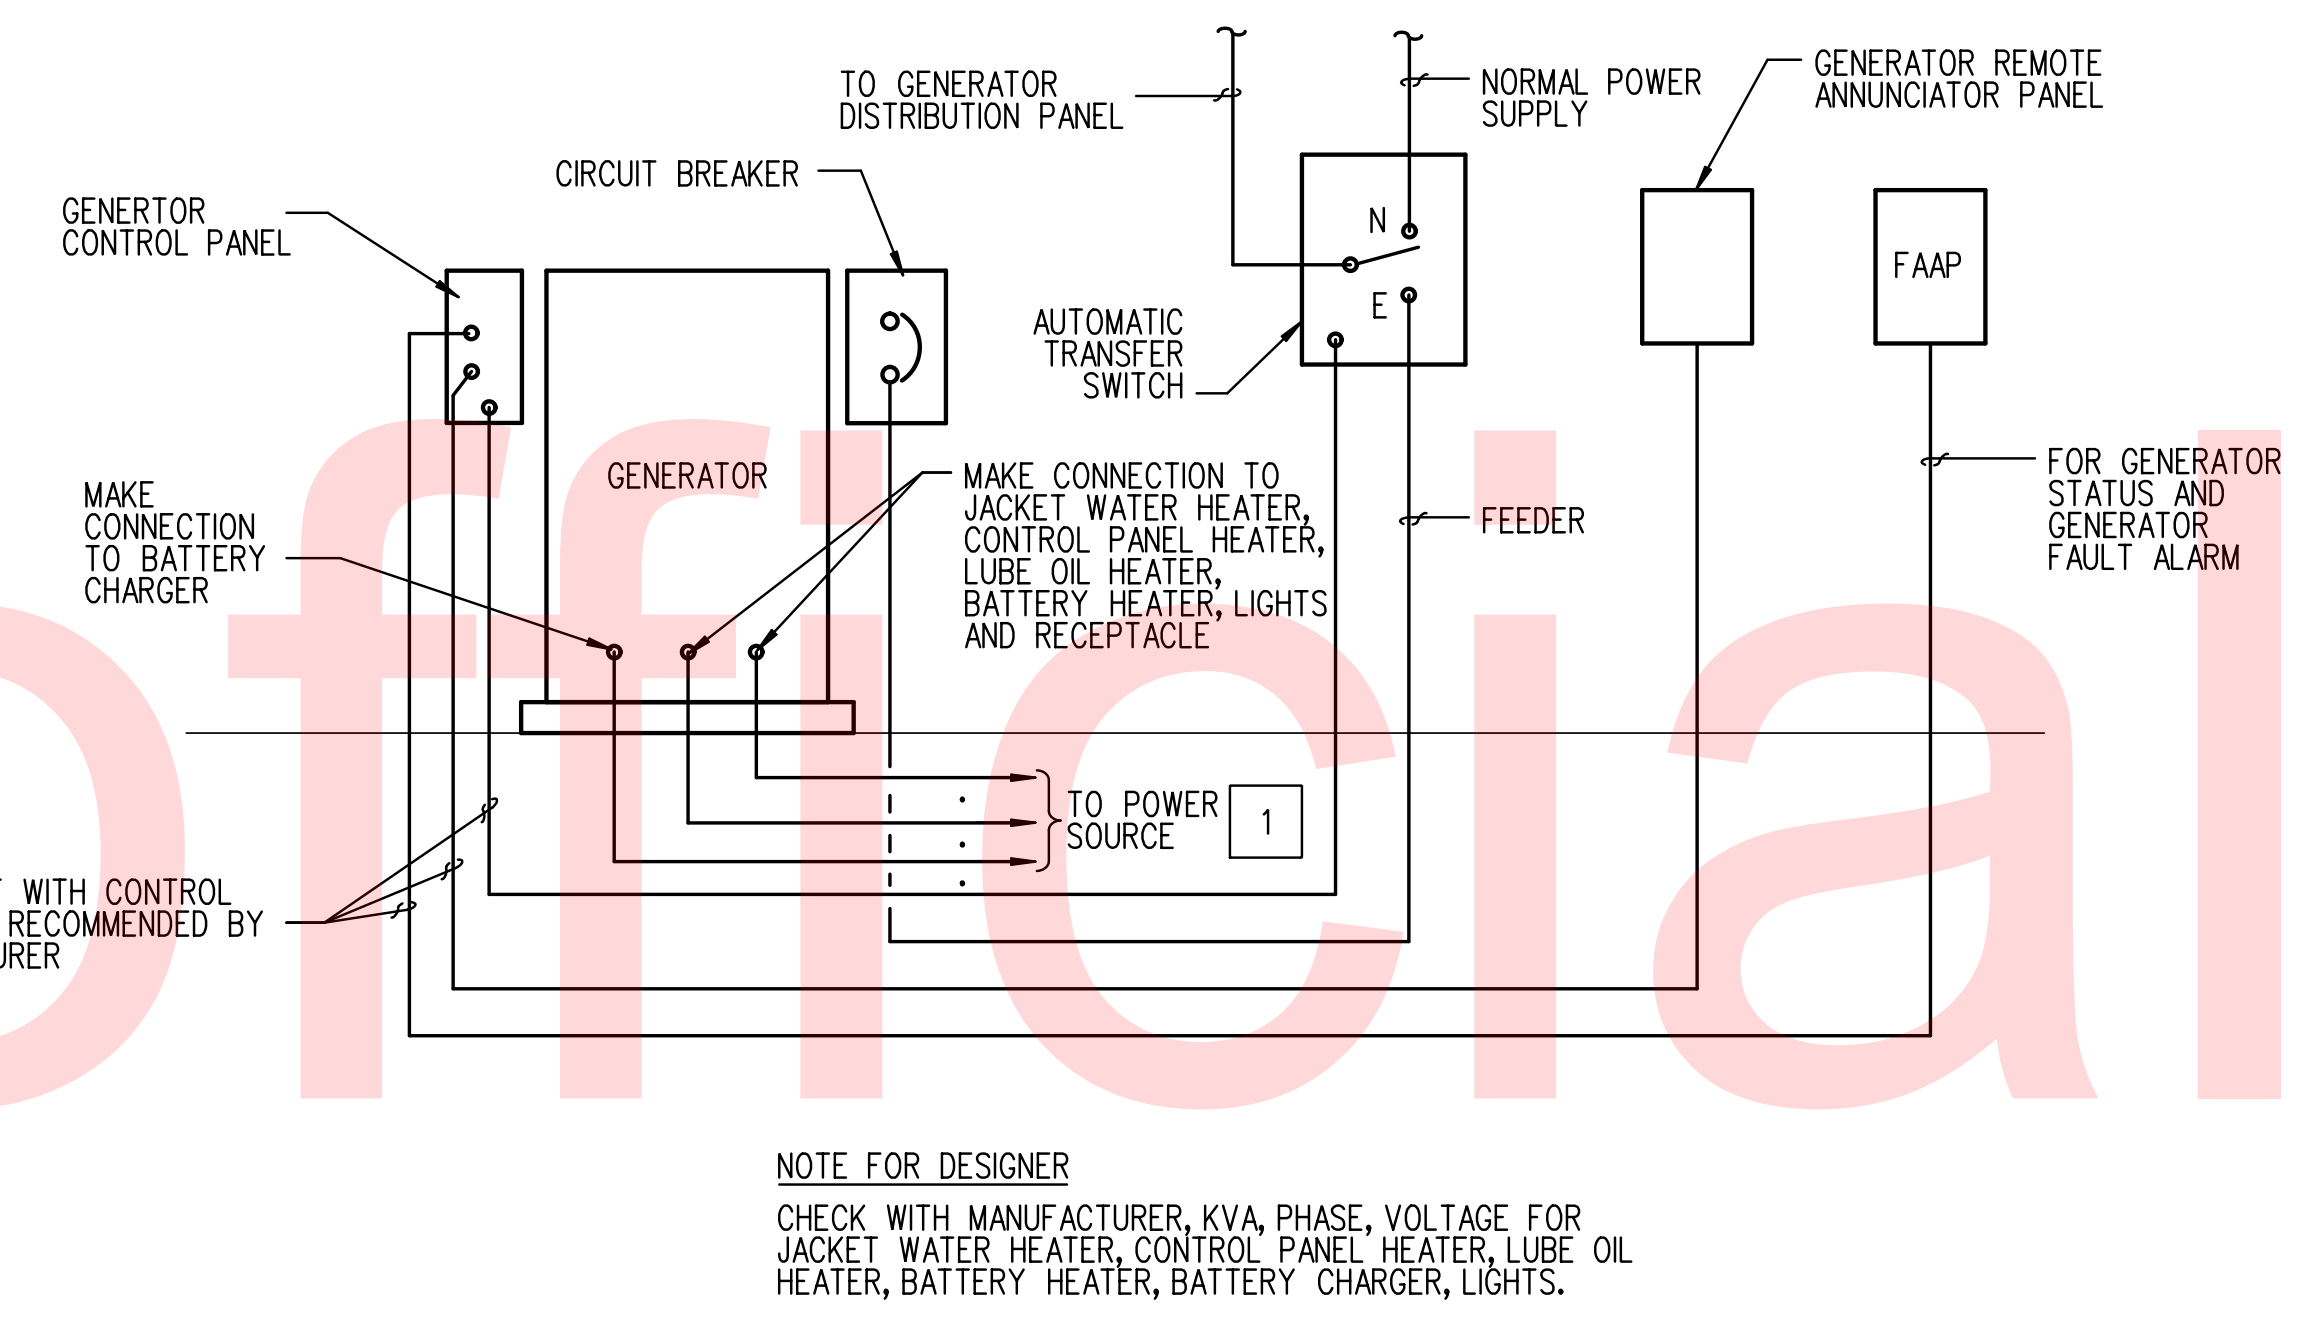 TO GENERATOR
DISTRIBUTION PANEL
NORMAL POWER
SUPPLY
GENERATOR REMOTE
ANNUNCIATOR PANEL
CIRCUIT BREAKER
GENERTOR
CONTROL PANEL
N
E
FAAP
AUTOMATIC
TRANSFER
SWITCH
GENERATOR
MAKE
CONNECTION
TO BATTERY
CHARGER
MAKE CONNECTION TO
JACKET WATER HEATER,
CONTROL PANEL HEATER,
LUBE OIL HEATER,
BATTERY HEATER, LIGHTS
AND RECEPTACLE
FEEDER
FOR GENERATOR
STATUS AND
GENERATOR
FAULT ALARM
TO POWER
SOURCE
1
WITH CONTROL
RECOMMENDED BY
URER
official
NOTE FOR DESIGNER
CHECK WITH MANUFACTURER, KVA, PHASE, VOLTAGE FOR
JACKET WATER HEATER, CONTROL PANEL HEATER, LUBE OIL
HEATER, BATTERY HEATER, BATTERY CHARGER, LIGHTS.